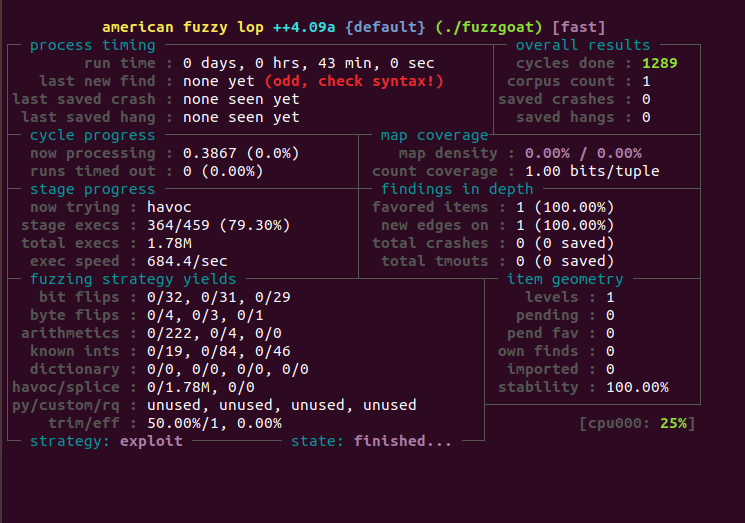 american fuzzy lop ++4.09a {default} (./fuzzgoat) [fast]
process timing overall results
run time : 0 days, 0 hrs, 43 min, 0 sec cycles done : 1289
last new find : none yet (odd, check syntax!) corpus count : 1
last saved crash : none seen yet saved crashes : 0
last saved hang : none seen yet saved hangs : 0
cycle progress map coverage
now processing : 0.3867 (0.0%) map density : 0.00% / 0.00%
runs timed out : 0 (0.00%) count coverage : 1.00 bits/tuple
stage progress findings in depth
now trying : havoc favored items : 1 (100.00%)
stage execs : 364/459 (79.30%) new edges on : 1 (100.00%)
total execs : 1.78M total crashes : 0 (0 saved)
exec speed : 684.4/sec total tmouts : 0 (0 saved)
fuzzing strategy yields item geometry
bit flips : 0/32, 0/31, 0/29 levels : 1
byte flips : 0/4, 0/3, 0/1 pending : 0
arithmetics : 0/222, 0/4, 0/0 pend fav : 0
known ints : 0/19, 0/84, 0/46 own finds : 0
dictionary : 0/0, 0/0, 0/0, 0/0 imported : 0
havoc/splice : 0/1.78M, 0/0 stability : 100.00%
py/custom/rq : unused, unused, unused, unused
trim/eff : 50.00%/1, 0.00% [cpu000: 25%]
strategy: exploit state: finished...